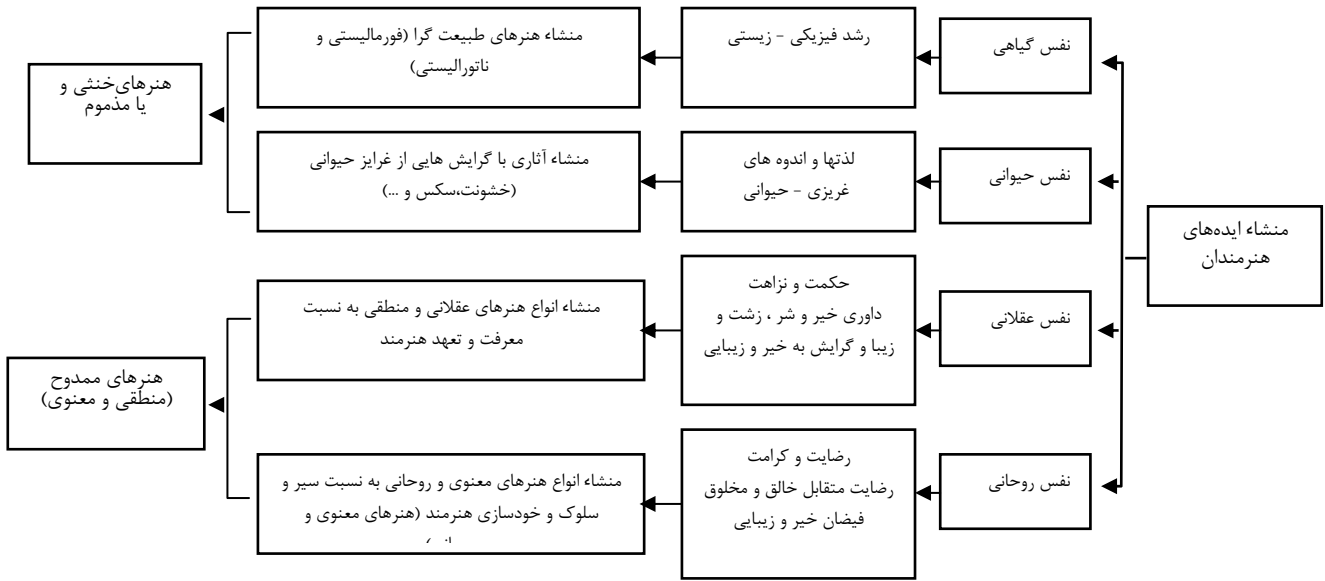 منشاء ایده‌های
هنرمندان
نفس گیاهی
رشد فیزیکی - زیستی
منشاء هنرهای طبیعت گرا (فورمالیستی و
ناتورالیستی)
نفس حیوانی
لذتها و اندوه های
غریزی - حیوانی
منشاء آثاری با گرایش هایی از غرایز حیوانی
(خشونت،سکس و ...)
هنرهای‌خنثی و
یا مذموم
نفس عقلانی
حکمت و نزاهت
داوری خیر و شر ، زشت و
زیبا و گرایش به خیر و زیبایی
منشاء انواع هنرهای عقلانی و منطقی به نسبت
معرفت و تعهد هنرمند
نفس روحانی
رضایت و کرامت
رضایت متقابل خالق و مخلوق
فیضان خیر و زیبایی
منشاء انواع هنرهای معنوی و روحانی به نسبت سیر و
سلوک و خودسازی هنرمند (هنرهای معنوی و
هنرهای ممدوح
(منطقی و معنوی)